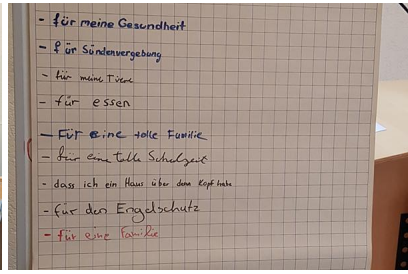 - für meine Gesundheit
- für Sündenvergebung
- für meine Tiere
- für essen
- Für eine tolle Familie
- für eine tolle Schulzeit
- dass ich ein Haus über dem Kopf habe
- für den Engelschutz
- für eine Familie